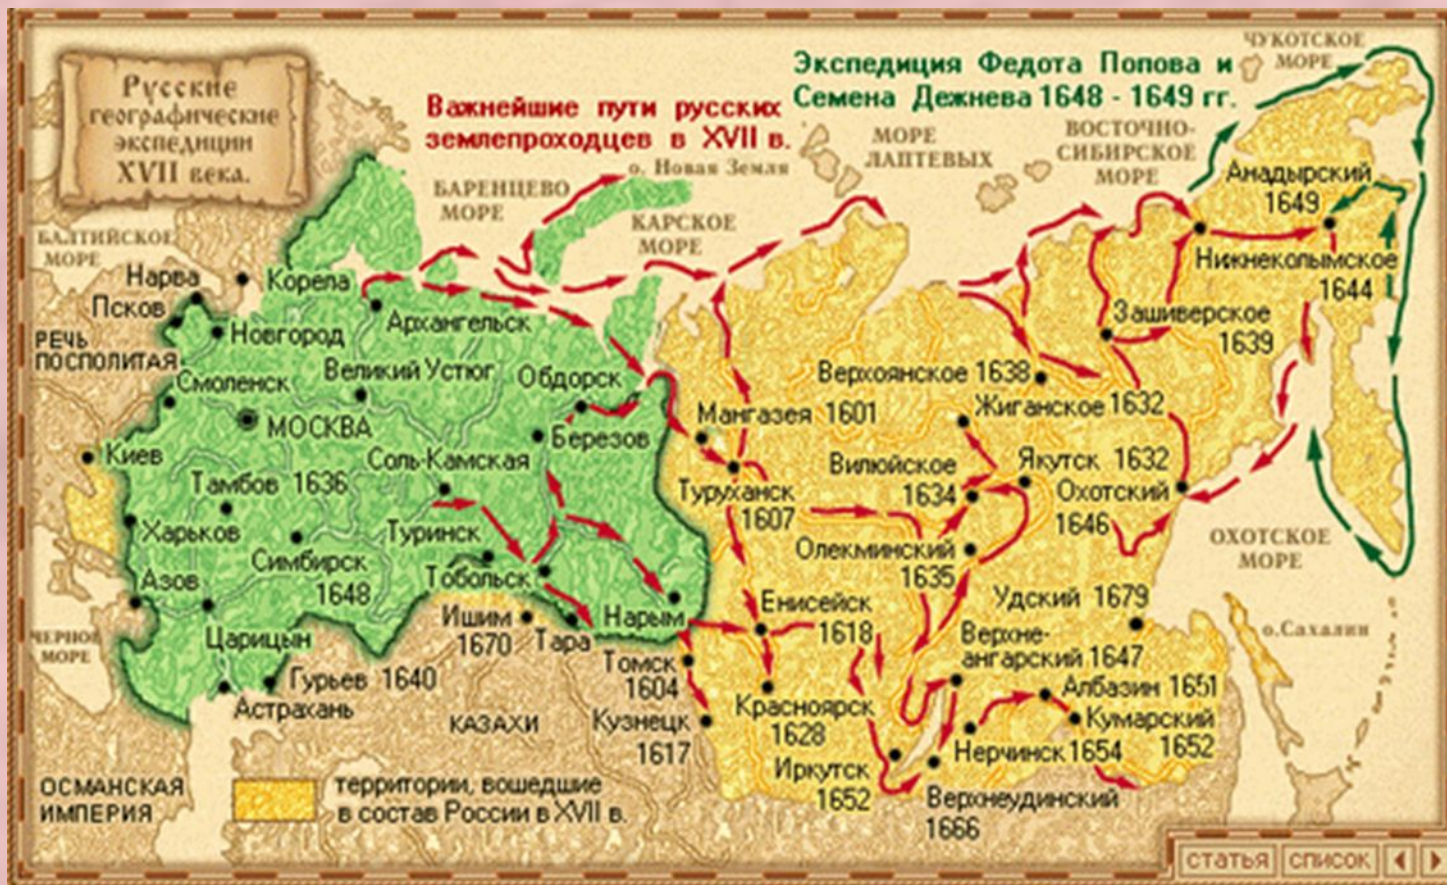 Русские
географические
экспедиции
XVII века.
Важнейшие пути русских
землепроходцев в XVII в.
Экспедиция Федота Попова и
Семена Дежнева 1648 - 1649 гг.
ЧУКОТСКОЕ
МОРЕ
МОРЕ
ЛАПТЕВЫХ
ВОСТОЧНО-
СИБИРСКОЕ
МОРЕ
о. Новая Земля
БАРЕНЦЕВО
МОРЕ
КАРСКОЕ
МОРЕ
БАЛТИЙСКОЕ
МОРЕ
Анадырский
1649
Нарва
Корела
Псков
Новгород
Архангельск
Нижнеколымское
1644
РЕЧЬ
ПОСПОЛИТАЯ
Зашиверское
1639
Смоленск
Великий Устюг
Обдорск
Верхоянское 1638
Жиганское 1632
Мангазея 1601
МОСКВА
Березов
Киев
Соль-Камская
Вилюйское
1634
Якутск 1632
Тамбов 1636
Туруханск
1607
Охотский
1646
Харьков
Туринск
Симбирск
1648
Олекминский
1635
ОХОТСКОЕ
МОРЕ
Азов
Тобольск
Удский 1679
Ишим
1670
Тара
Нарым
Енисейск
1618
ЧЕРНОЕ
МОРЕ
Царицын
Верхне-
ангарский 1647
о.Сахалин
Томск
1604
Гурьев 1640
Астрахань
Албазин 1651
КАЗАХИ
Кузнецк
1617
Красноярск
1628
Кумарский
1652
Нерчинск 1654
Иркутск
1652
Верхнеудинский
1666
ОСМАНСКАЯ
ИМПЕРИЯ
территории, вошедшие
в состав России в XVII в.
статья список